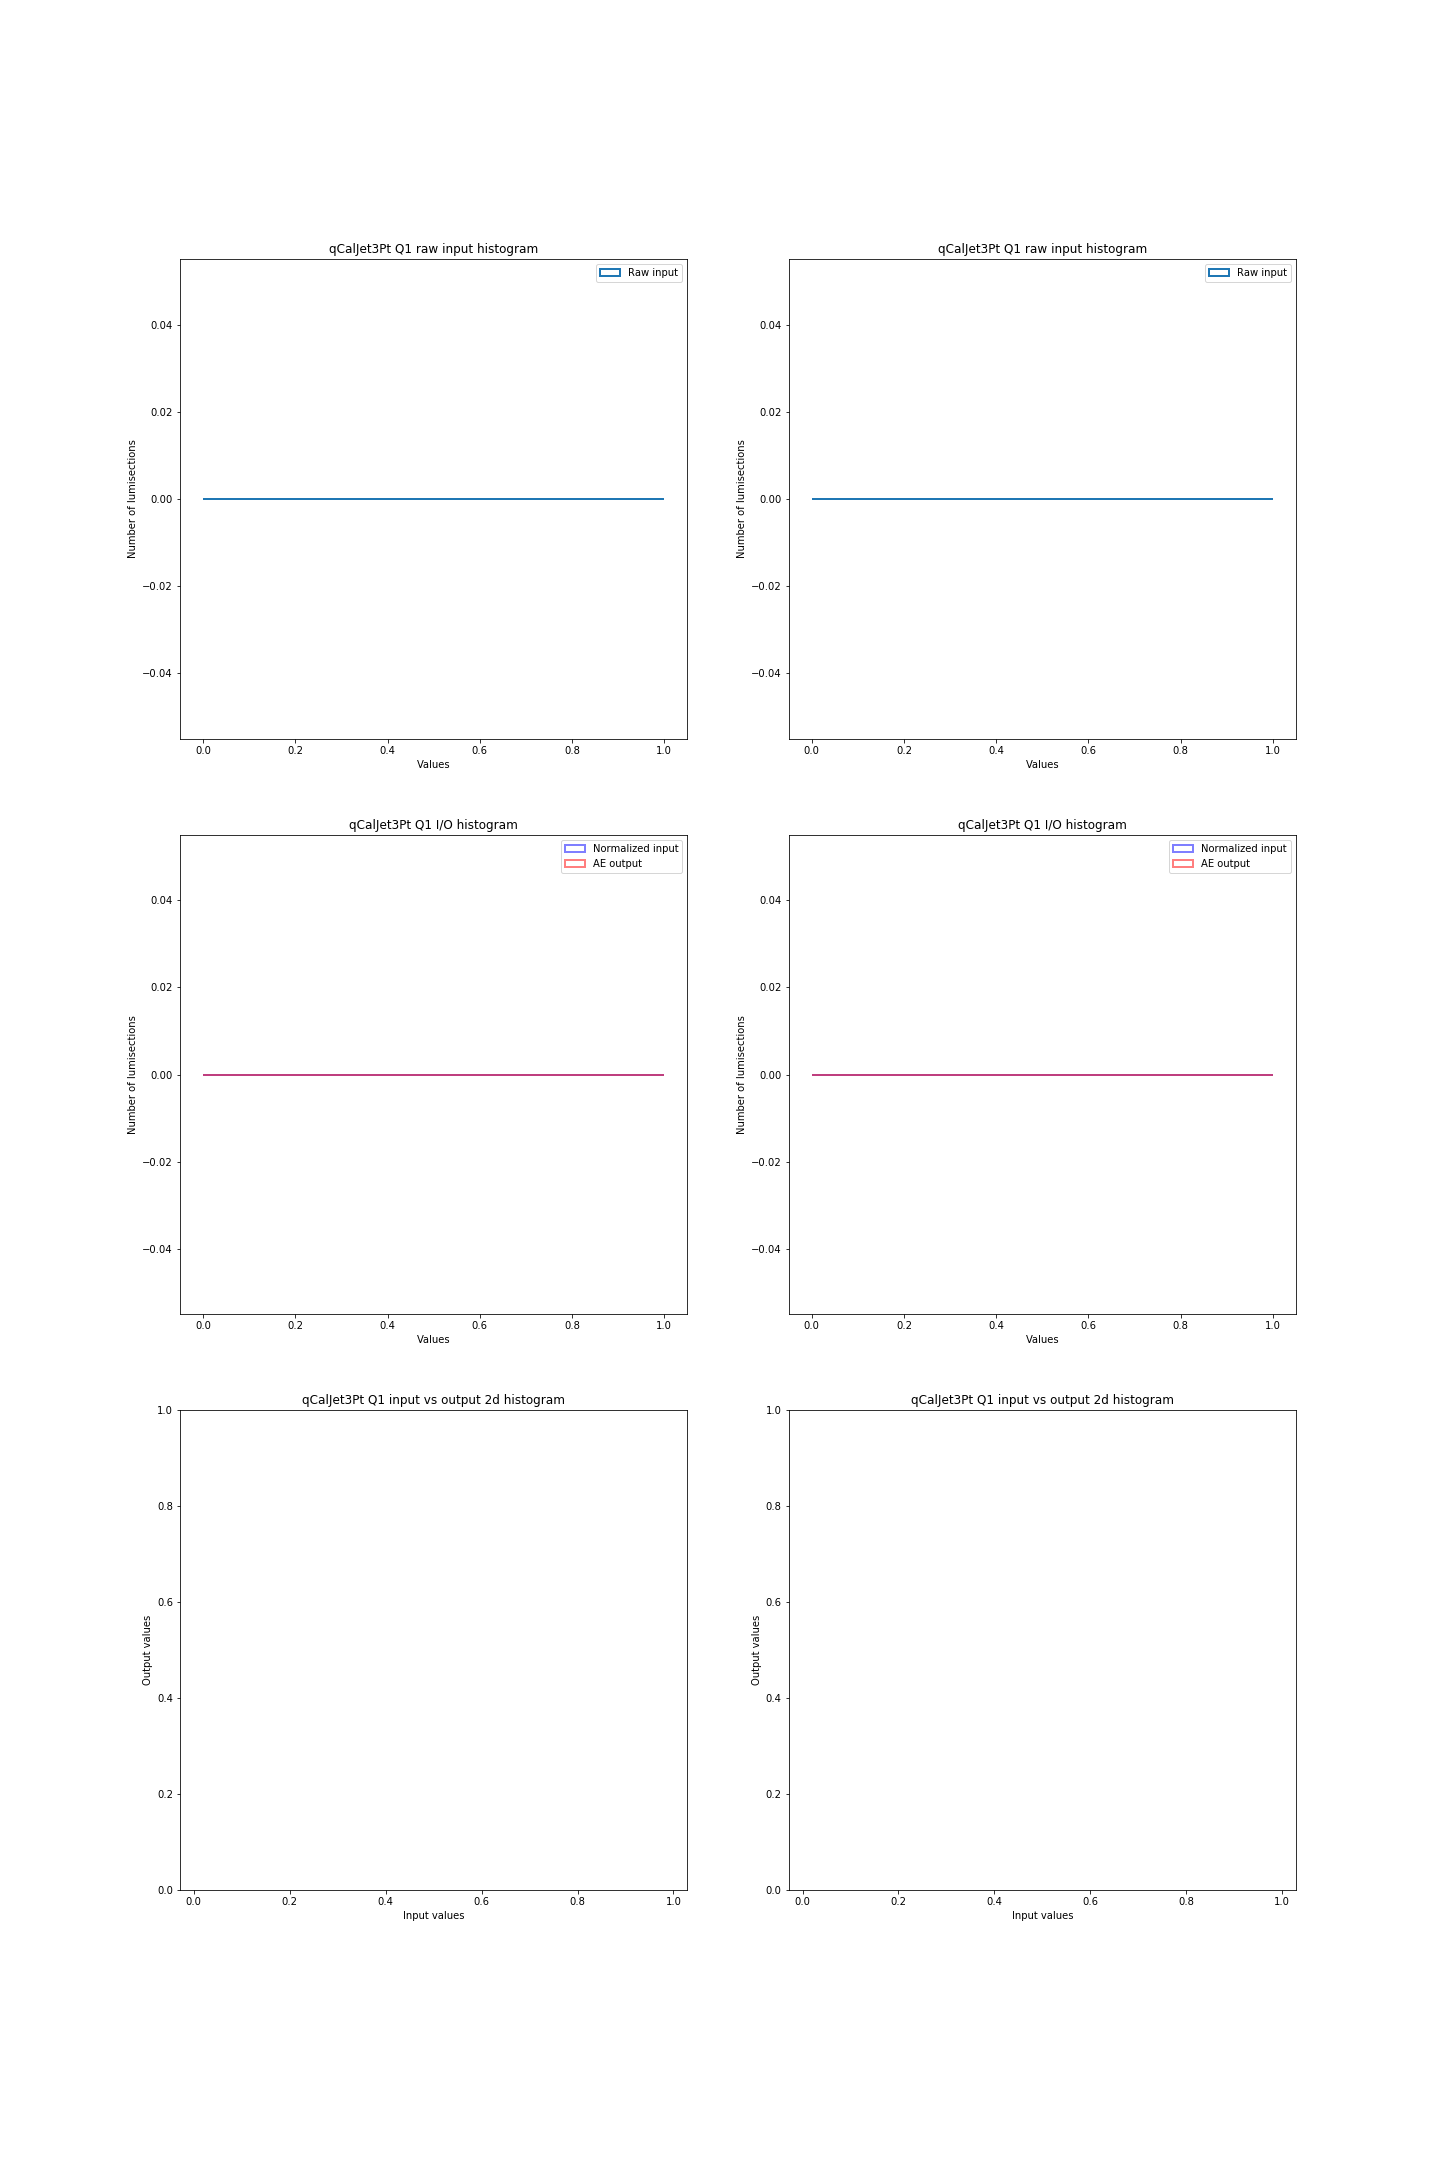 qCalJet3Pt Q1 raw input histogram
Raw input
0.04
0.02
0.00
−0.02
−0.04
Number of lumisections
0.0 0.2 0.4 0.6 0.8 1.0
Values
qCalJet3Pt Q1 raw input histogram
Raw input
0.04
0.02
0.00
−0.02
−0.04
Number of lumisections
0.0 0.2 0.4 0.6 0.8 1.0
Values
qCalJet3Pt Q1 I/O histogram
Normalized input
AE output
0.04
0.02
0.00
−0.02
−0.04
Number of lumisections
0.0 0.2 0.4 0.6 0.8 1.0
Values
qCalJet3Pt Q1 I/O histogram
Normalized input
AE output
0.04
0.02
0.00
−0.02
−0.04
Number of lumisections
0.0 0.2 0.4 0.6 0.8 1.0
Values
qCalJet3Pt Q1 input vs output 2d histogram
1.0
0.8
0.6
0.4
0.2
0.0
Output values
0.0 0.2 0.4 0.6 0.8 1.0
Input values
qCalJet3Pt Q1 input vs output 2d histogram
1.0
0.8
0.6
0.4
0.2
0.0
Output values
0.0 0.2 0.4 0.6 0.8 1.0
Input values